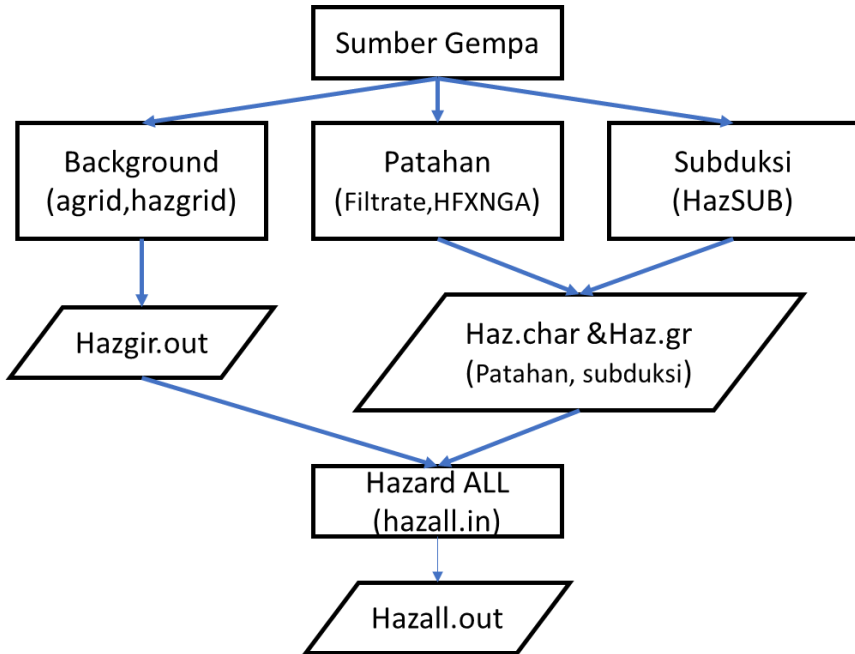 Sumber Gempa
Background
(agrid,hazgrid)
Patahan
(Filtrate,HFXNGA)
Subduksi
(HazSUB)
Hazgir.out
Haz.char &Haz.gr
(Patahan, subduksi)
Hazard ALL
(hazall.in)
Hazall.out